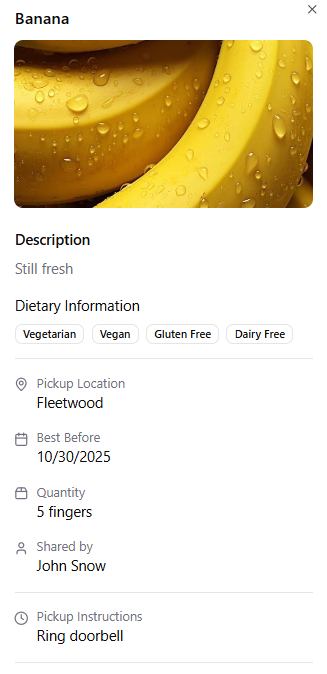 Banana
Description
Still fresh
Dietary Information
Vegetarian Vegan Gluten Free Dairy Free
Pickup Location
Fleetwood
Best Before
10/30/2025
Quantity
5 fingers
Shared by
John Snow
Pickup Instructions
Ring doorbell